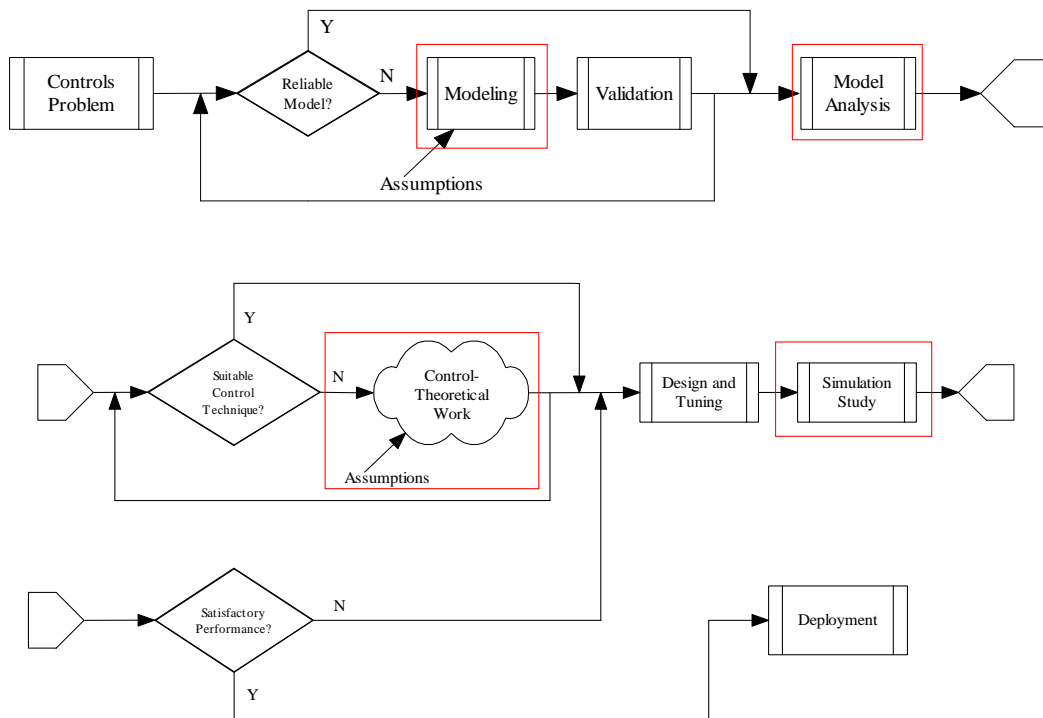 Y
Controls
Problem
Reliable
Model?
N
Modeling
Validation
Model
Analysis
Assumptions
Y
Suitable
Control
Technique?
N
Control-
Theoretical
Work
Design and
Tuning
Simulation
Study
Assumptions
Satisfactory
Performance?
N
Deployment
Y